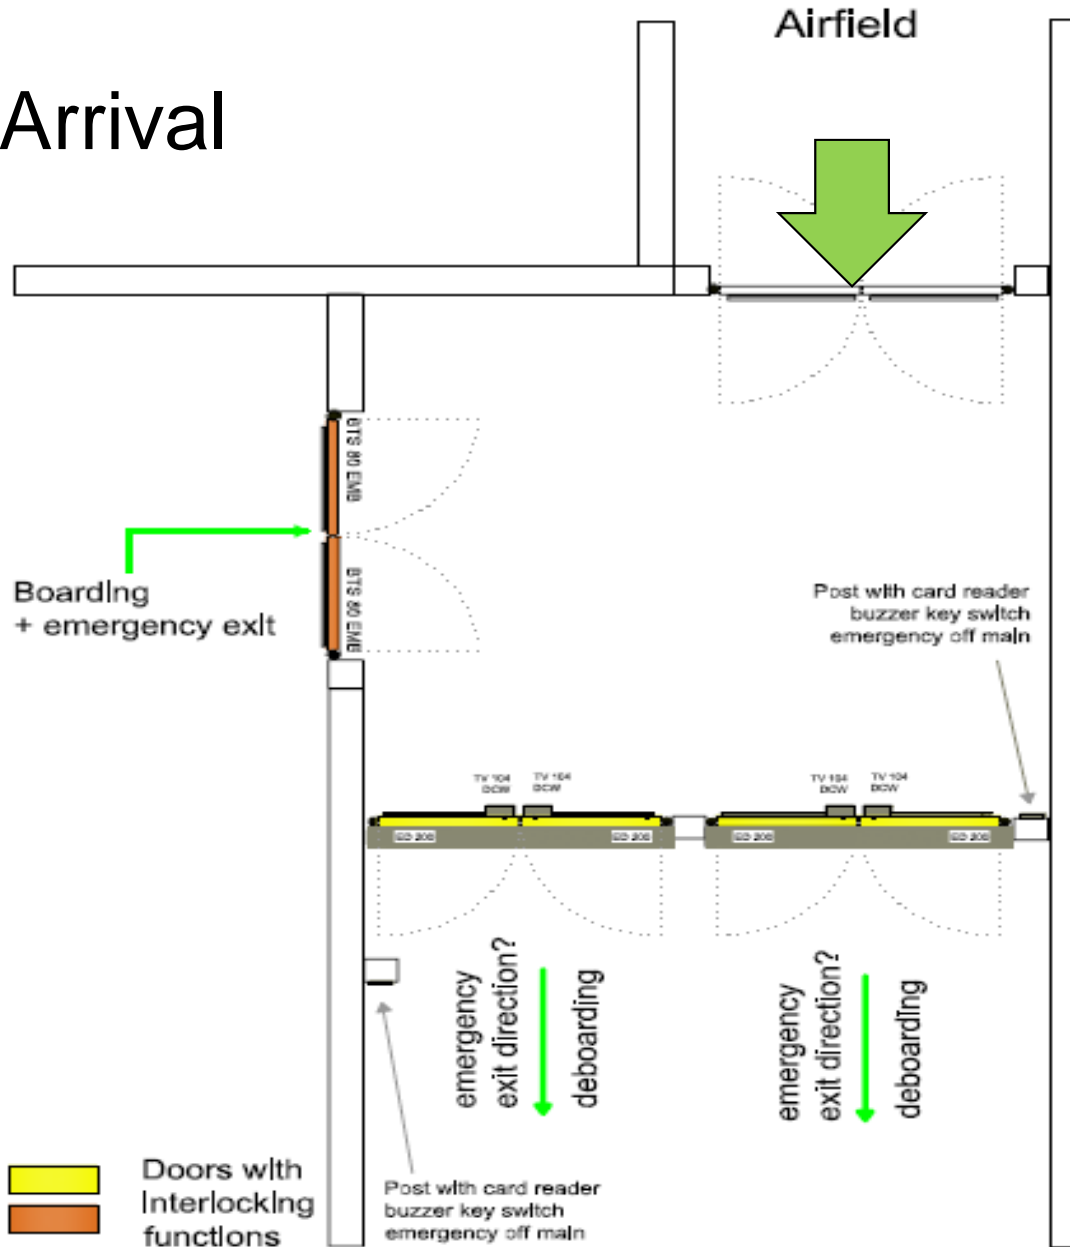 Airfield
Arrival
BTS 80 EMB
BTS 80 EMB
Boarding
+ emergency exit
Post with card reader
buzzer key switch
emergency off main
TV 104
DCW
TV 104
DCW
TV 104
DCW
TV 104
DCW
ED 200
ED 200
ED 200
ED 200
emergency
exit direction?
deboarding
emergency
exit direction?
deboarding
Doors with
Interlocking
functions
Post with card reader
buzzer key switch
emergency off main